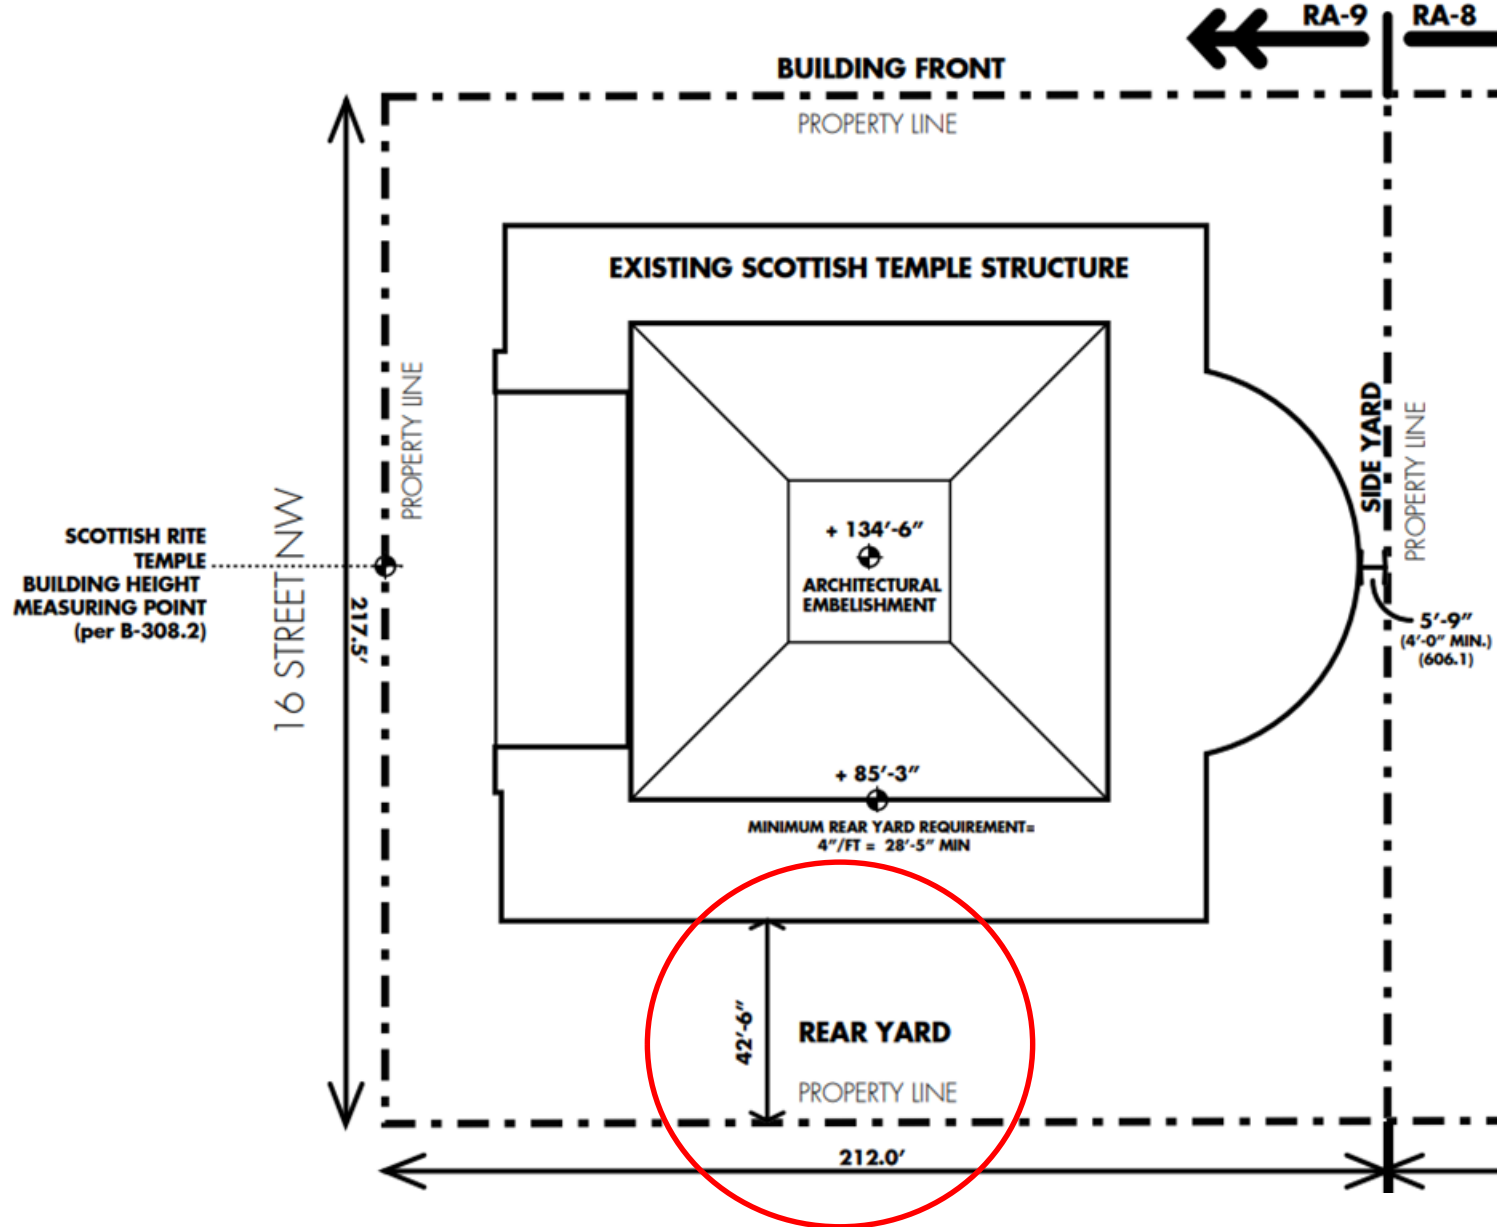 RA-9
RA-8
BUILDING FRONT
PROPERTY LINE
EXISTING SCOTTISH TEMPLE STRUCTURE
PROPERTY LINE
SIDE YARD
PROPERTY LINE
16 STREET NW
217.5'
SCOTTISH RITE
TEMPLE
BUILDING HEIGHT
MEASURING POINT
(per B-308.2)
+ 134'-6"
ARCHITECTURAL
EMBELISHMENT
5'-9"
(4'-0" MIN.)
(606.1)
+ 85'-3"
MINIMUM REAR YARD REQUIREMENT=
4"/FT = 28'-5" MIN
42'-6"
REAR YARD
PROPERTY LINE
212.0'